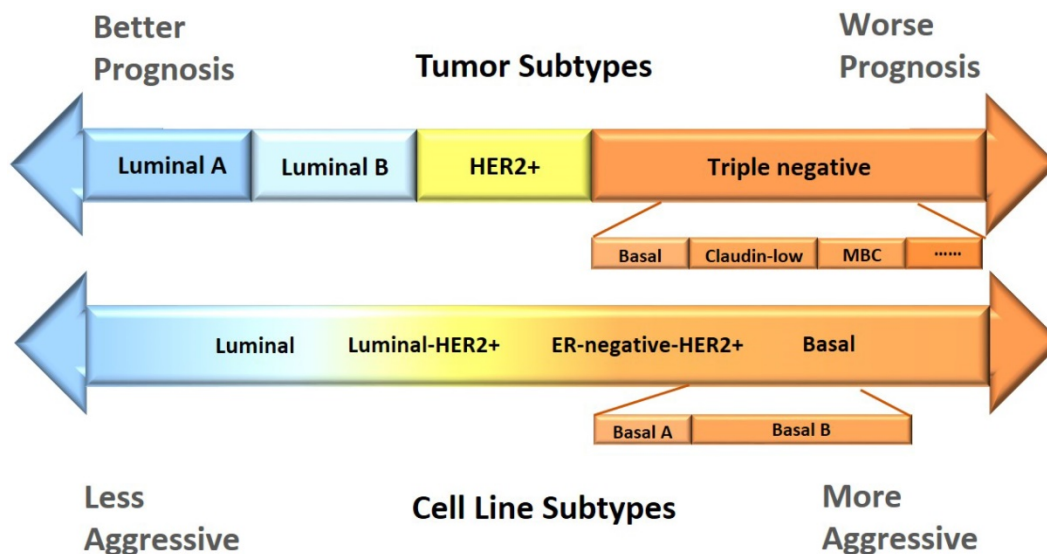 Better
Prognosis
Tumor Subtypes
Worse
Prognosis
Luminal A
Luminal B
HER2+
Triple negative
Basal
Claudin-low
MBC
......
Luminal
Luminal-HER2+
ER-negative-HER2+
Basal
Basal A
Basal B
Less
Aggressive
Cell Line Subtypes
More
Aggressive